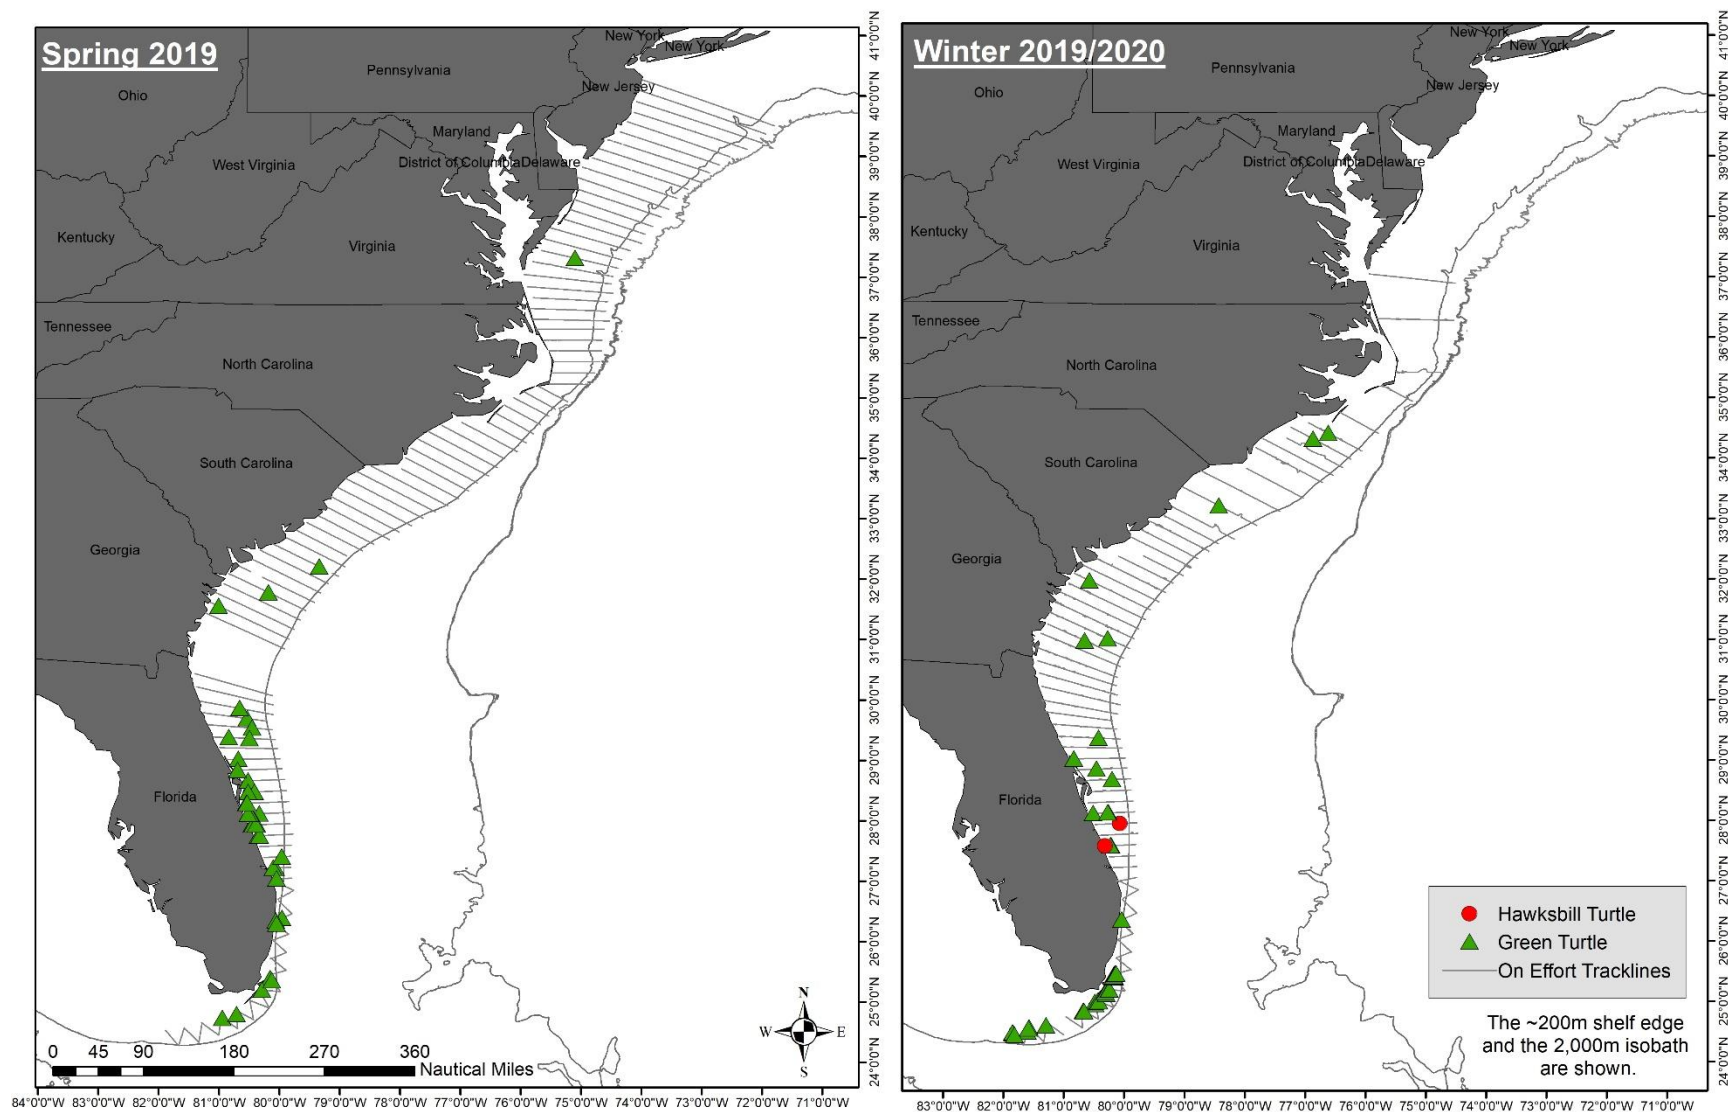 Spring 2019
New York
New York
Pennsylvania
New Jersey
Ohio
Maryland
West Virginia
District of Columbia
Delaware
Kentucky
Virginia
Tennessee
North Carolina
South Carolina
Georgia
Florida
41°0'0"N
40°0'0"N
39°0'0"N
38°0'0"N
37°0'0"N
36°0'0"N
35°0'0"N
34°0'0"N
33°0'0"N
32°0'0"N
31°0'0"N
30°0'0"N
29°0'0"N
28°0'0"N
27°0'0"N
26°0'0"N
25°0'0"N
24°0'0"N
N
W E
S
0 45 90 180 270 360
Nautical Miles
84°0'0"W 83°0'0"W 82°0'0"W 81°0'0"W 80°0'0"W 79°0'0"W 78°0'0"W 77°0'0"W 76°0'0"W 75°0'0"W 74°0'0"W 73°0'0"W 72°0'0"W 71°0'0"W
Winter 2019/2020
New York
New York
Pennsylvania
New Jersey
Ohio
Maryland
West Virginia
District of Columbia
Delaware
Kentucky
Virginia
Tennessee
North Carolina
South Carolina
Georgia
Florida
41°0'0"N
40°0'0"N
39°0'0"N
38°0'0"N
37°0'0"N
36°0'0"N
35°0'0"N
34°0'0"N
33°0'0"N
32°0'0"N
31°0'0"N
30°0'0"N
29°0'0"N
28°0'0"N
27°0'0"N
26°0'0"N
25°0'0"N
24°0'0"N
Hawksbill Turtle
Green Turtle
On Effort Tracklines
The ~200m shelf edge
and the 2,000m isobath
are shown.
83°0'0"W 82°0'0"W 81°0'0"W 80°0'0"W 79°0'0"W 78°0'0"W 77°0'0"W 76°0'0"W 75°0'0"W 74°0'0"W 73°0'0"W 72°0'0"W 71°0'0"W